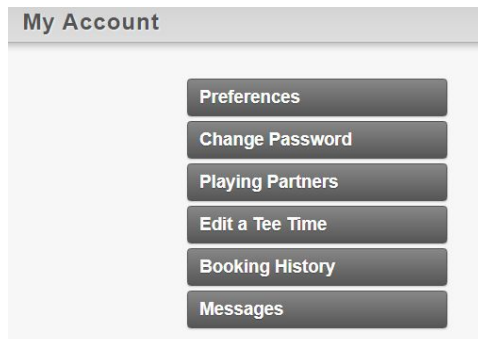 My Account
Preferences
Change Password
Playing Partners
Edit a Tee Time
Booking History
Messages